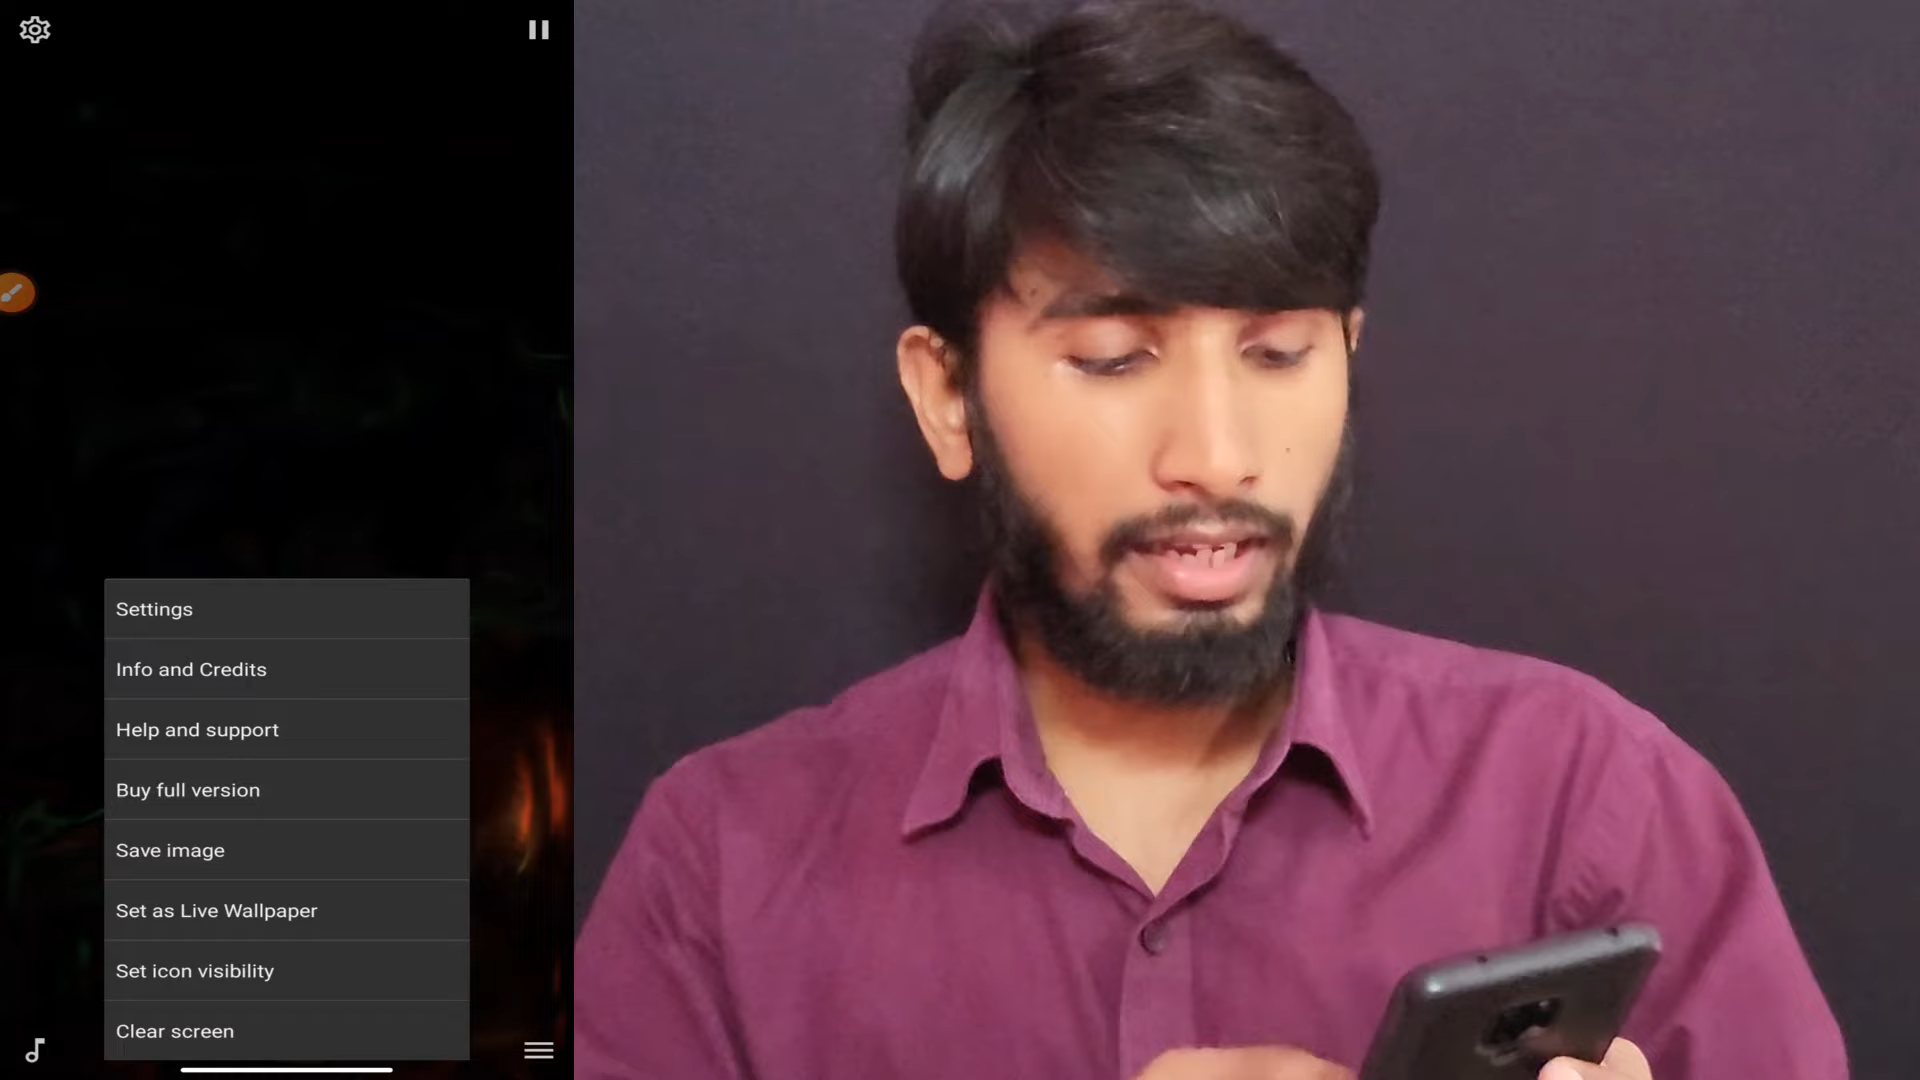 Settings
Info and Credits
Help and support
Buy full version
Save image
Set as Live Wallpaper
Set icon visibility
Clear screen